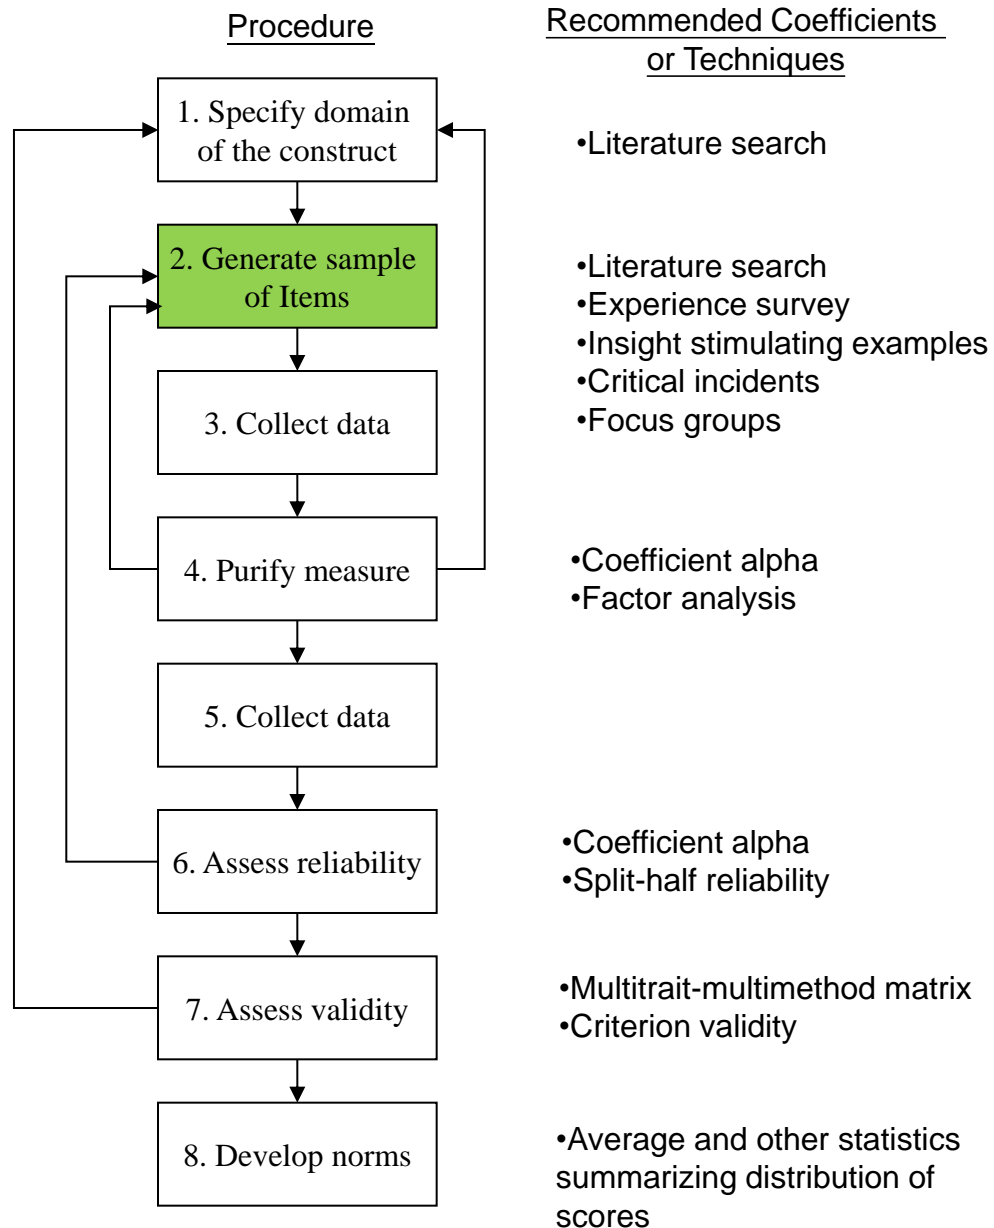 Procedure
Recommended Coefficients
or Techniques
1. Specify domain
of the construct
•Literature search
2. Generate sample
of Items
•Literature search
•Experience survey
•Insight stimulating examples
•Critical incidents
•Focus groups
3. Collect data
4. Purify measure
•Coefficient alpha
•Factor analysis
5. Collect data
6. Assess reliability
•Coefficient alpha
•Split-half reliability
7. Assess validity
•Multitrait-multimethod matrix
•Criterion validity
8. Develop norms
•Average and other statistics
summarizing distribution of
scores